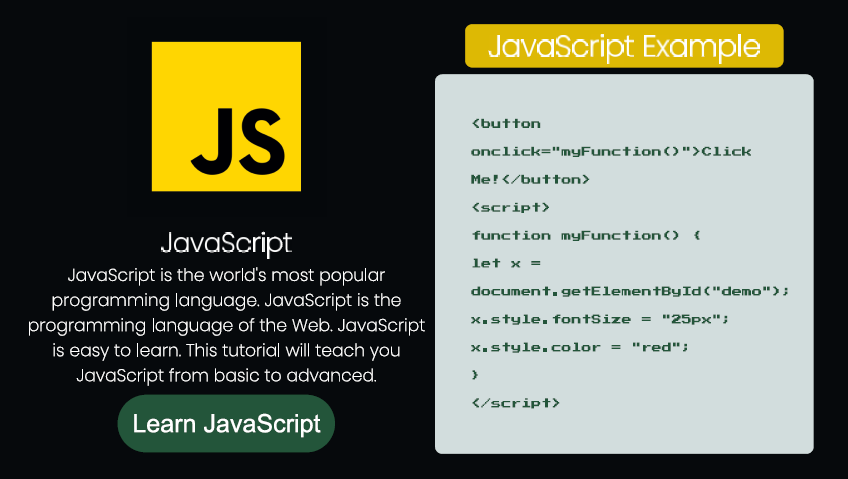 JS
JavaScript
JavaScript is the world's most popular
programming language. JavaScript is the
programming language of the Web. JavaScript
is easy to learn. This tutorial will teach you
JavaScript from basic to advanced.
Learn JavaScript
JavaScript Example
<button
onclick="myFunction()">Click
Me!</button>
<script>
function myFunction() {
let x =
document.getElementById("demo");
x.style.fontSize = "25px";
x.style.color = "red";
}
</script>